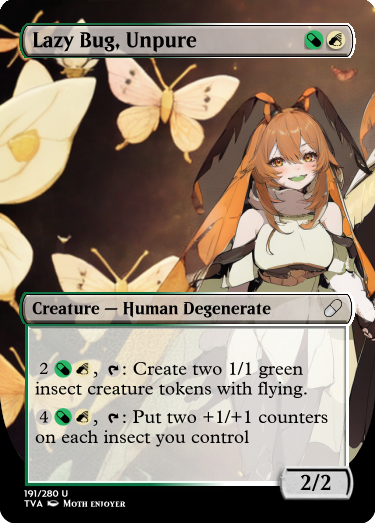 Lazy Bug, Unpure
Creature — Human Degenerate
2 , : Create two 1/1 green
insect creature tokens with flying.
4 , : Put two +1/+1 counters
on each insect you control
2/2
191/280 U
TVA Moth enjoyer